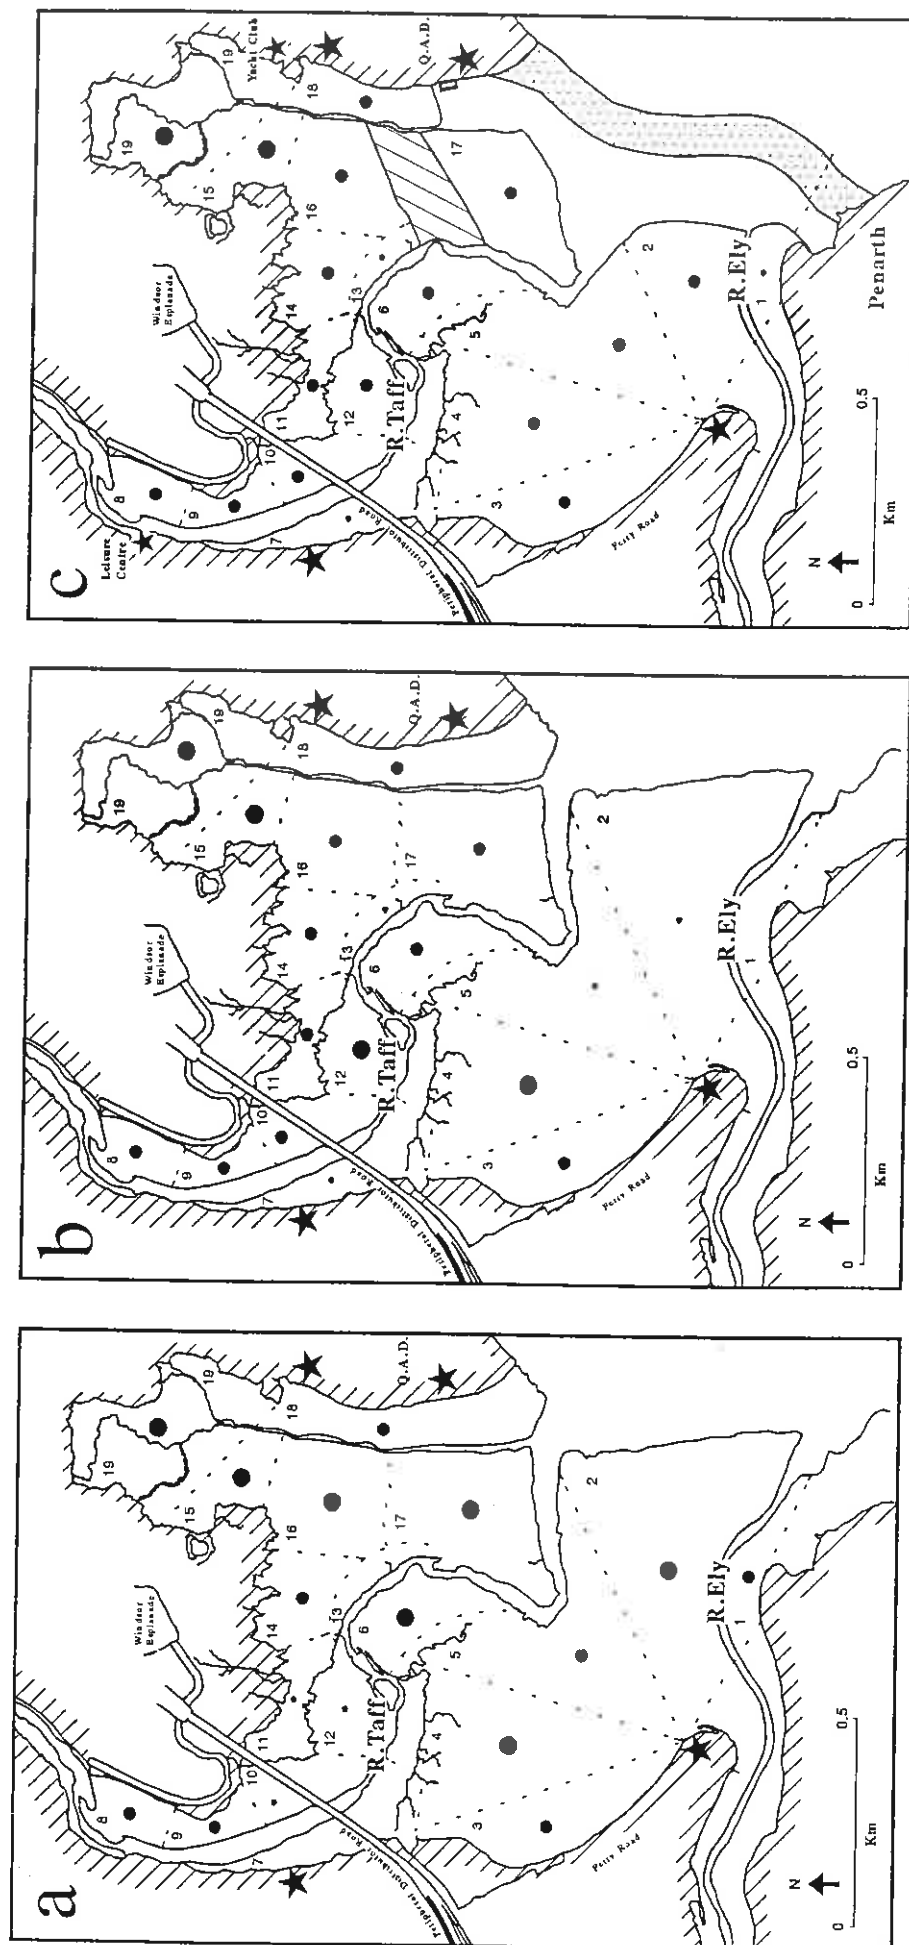 a
Windsor
Esplanade
Peripheral Distributor Road
R.Taff
Q.A.D.
R.Ely
Ferry Road
N
0
0.5
Km
1
2
3
4
5
6
7
8
9
10
11
12
13
14
15
16
17
18
19
19
b
Windsor
Esplanade
Peripheral Distributor Road
R.Taff
Q.A.D.
R.Ely
Ferry Road
N
0
0.5
Km
1
2
3
4
5
6
7
8
9
10
11
12
13
14
15
16
17
18
19
19
c
Leisure
Centre
Windsor
Esplanade
Yacht Club
Peripheral Distributor Road
R.Taff
Q.A.D.
R.Ely
Ferry Road
Penarth
N
0
0.5
Km
1
2
3
4
5
6
7
8
9
10
11
12
13
14
15
16
17
18
19
19